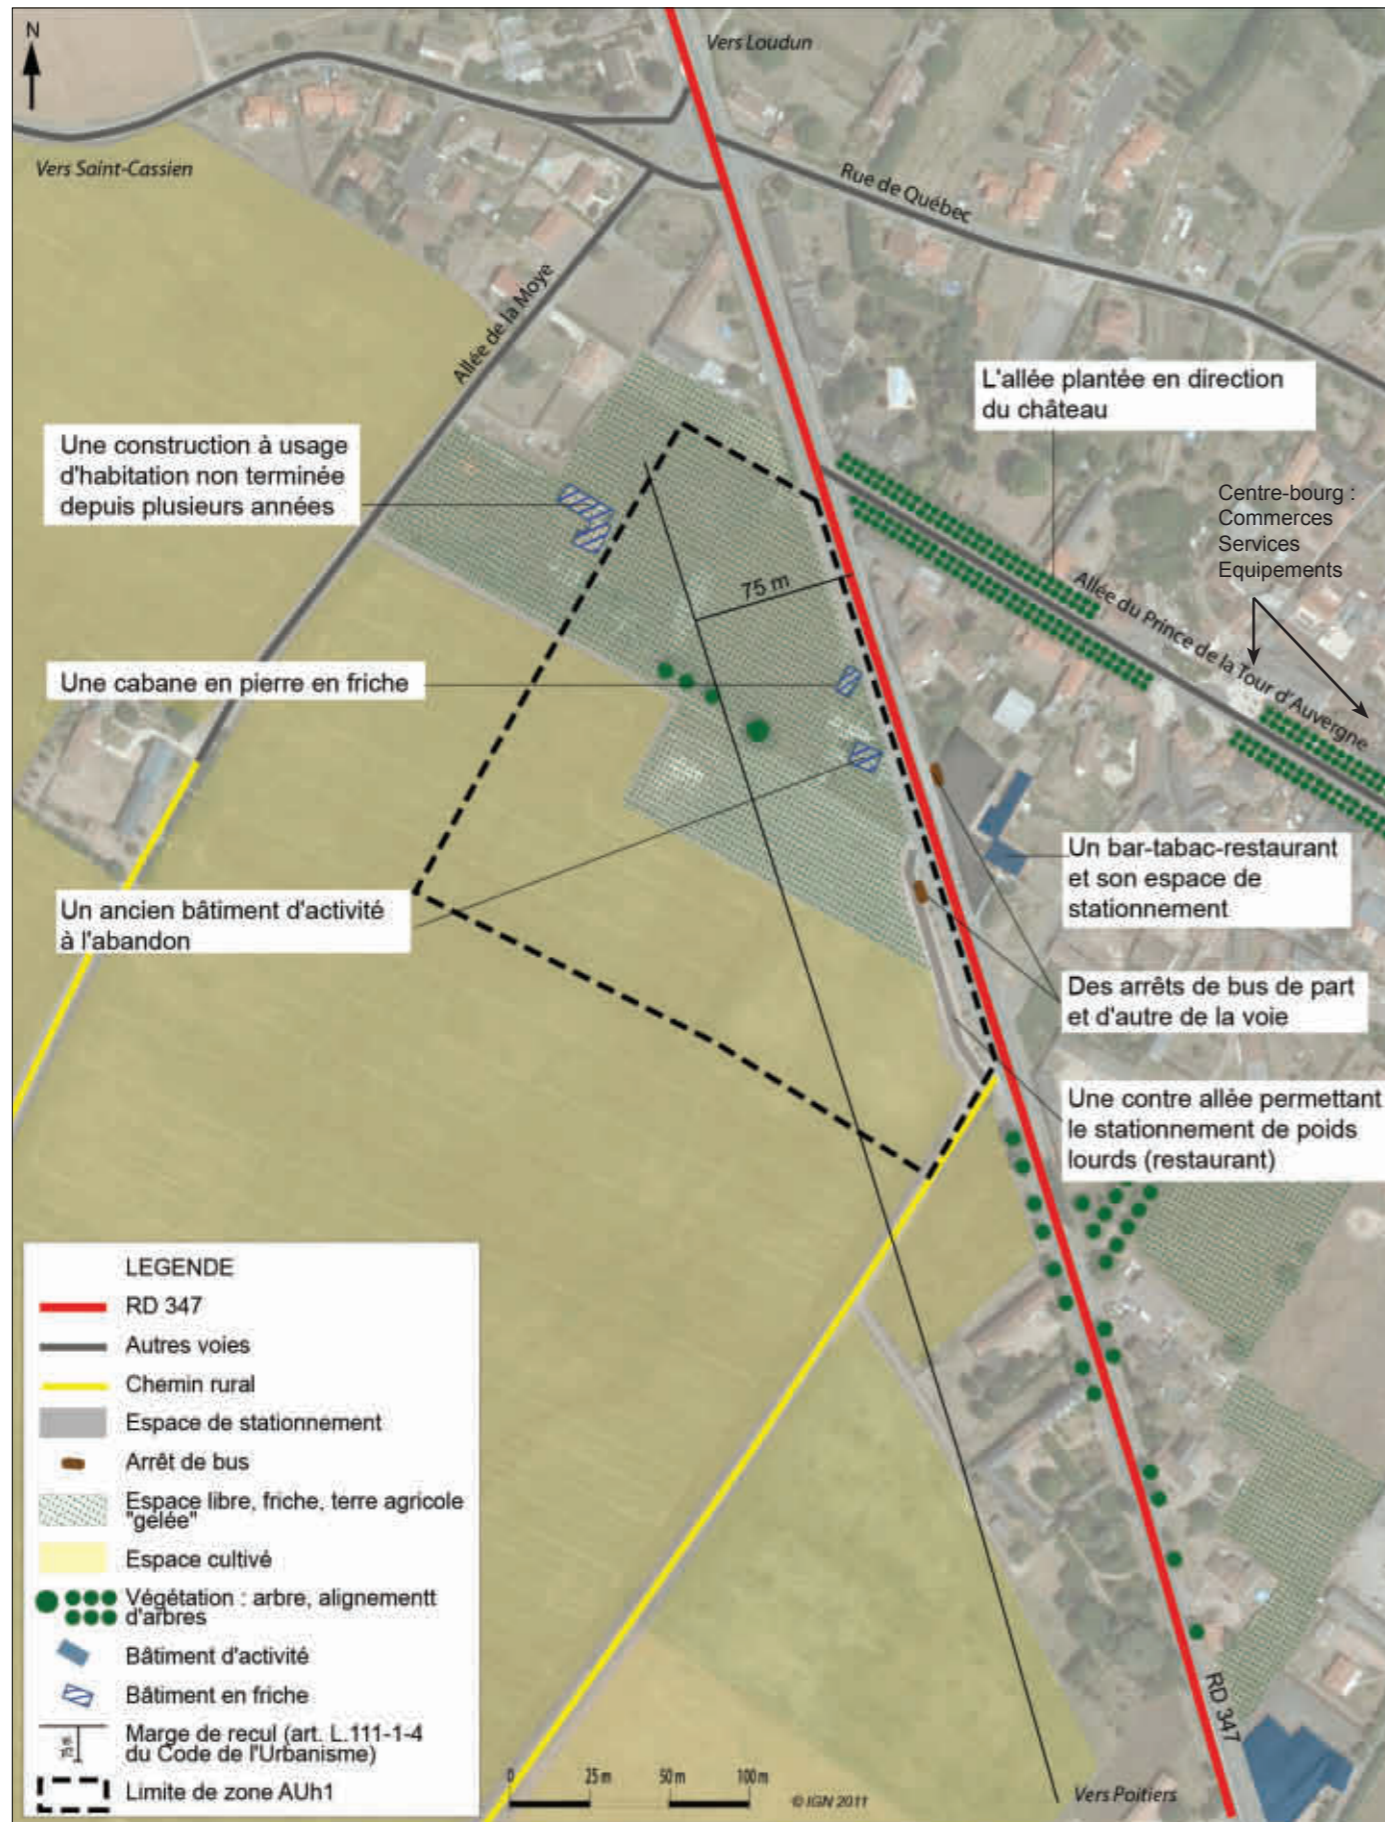 N
Vers Loudun
Vers Saint-Cassien
Rue de Québec
Allée de la Moye
L'allée plantée en direction
du château
Une construction à usage
d'habitation non terminée
depuis plusieurs années
Centre-bourg :
Commerces
Services
Equipements
75 m
Allée du Prince de la Tour d'Auvergne
Une cabane en pierre en friche
Un bar-tabac-restaurant
et son espace de
stationnement
Un ancien bâtiment d'activité
à l'abandon
Des arrêts de bus de part
et d'autre de la voie
Une contre allée permettant
le stationnement de poids
lourds (restaurant)
LEGENDE
RD 347
Autres voies
Chemin rural
Espace de stationnement
Arrêt de bus
Espace libre, friche, terre agricole
"gelée"
Espace cultivé
Végétation : arbre, alignementt
d'arbres
Bâtiment d'activité
Bâtiment en friche
75 m
Marge de recul (art. L.111-1-4
du Code de l'Urbanisme)
Limite de zone AUh1
0 25 m 50 m 100 m
© IGN 2011
Vers Poitiers
RD 347